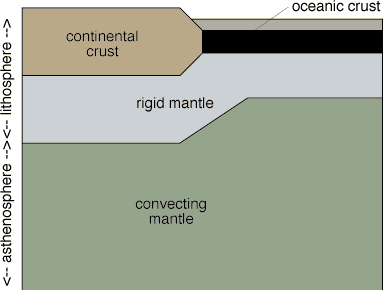 oceanic crust
continental
crust
rigid mantle
convecting
mantle
<-- asthenosphere --><-- lithosphere -->